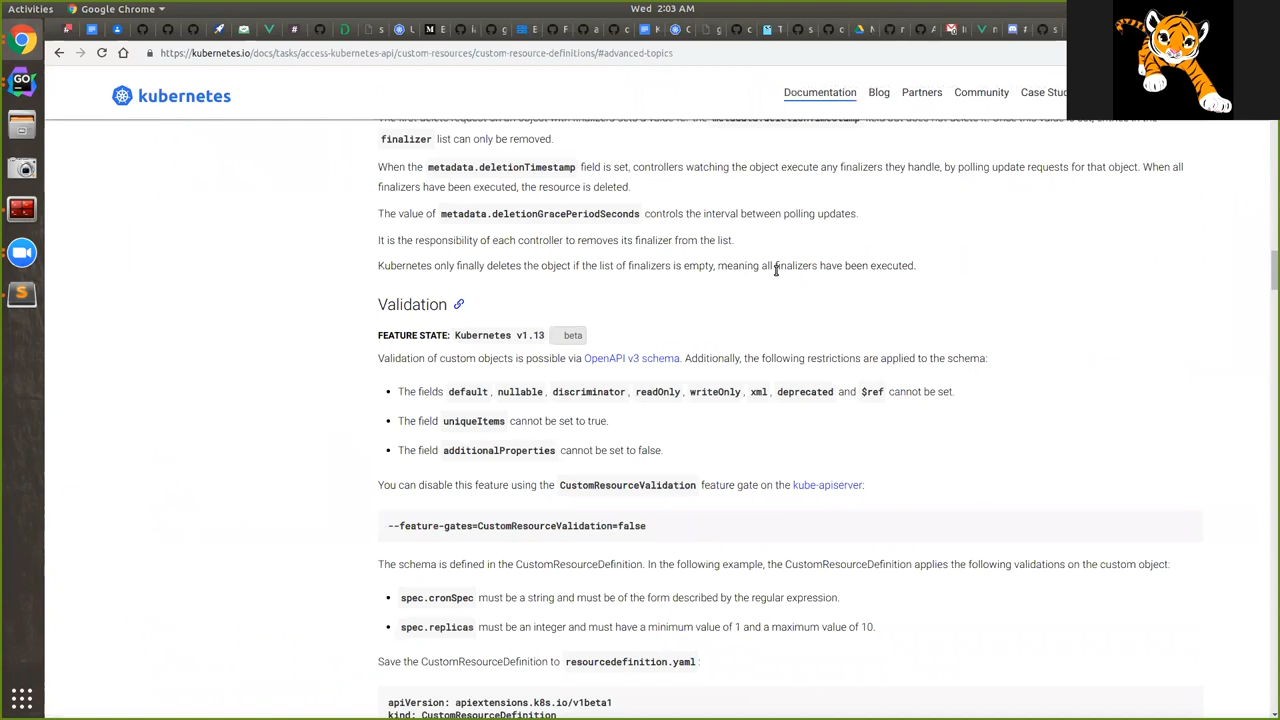 Activities
Google Chrome
Wed 2:03 AM
https://kubernetes.io/docs/tasks/access-kubernetes-api/custom-resources/custom-resource-definitions/#advanced-topics
kubernetes
Documentation Blog Partners Community Case Stud
finalizer list can only be removed.
When the metadata.deletionTimestamp field is set, controllers watching the object execute any finalizers they handle, by polling update requests for that object. When all
finalizers have been executed, the resource is deleted.
The value of metadata.deletionGracePeriodSeconds controls the interval between polling updates.
It is the responsibility of each controller to removes its finalizer from the list.
Kubernetes only finally deletes the object if the list of finalizers is empty, meaning all finalizers have been executed.
Validation
FEATURE STATE: Kubernetes v1.13 beta
Validation of custom objects is possible via OpenAPI v3 schema. Additionally, the following restrictions are applied to the schema:
• The fields default, nullable, discriminator, readOnly, writeOnly, xml, deprecated and $ref cannot be set.
• The field uniqueItems cannot be set to true.
• The field additionalProperties cannot be set to false.
You can disable this feature using the CustomResourceValidation feature gate on the kube-apiserver:
--feature-gates=CustomResourceValidation=false
The schema is defined in the CustomResourceDefinition. In the following example, the CustomResourceDefinition applies the following validations on the custom object:
• spec.cronSpec must be a string and must be of the form described by the regular expression.
• spec.replicas must be an integer and must have a minimum value of 1 and a maximum value of 10.
Save the CustomResourceDefinition to resourcedefinition.yaml:
apiVersion: apiextensions.k8s.io/v1beta1
kind: CustomResourceDefinition